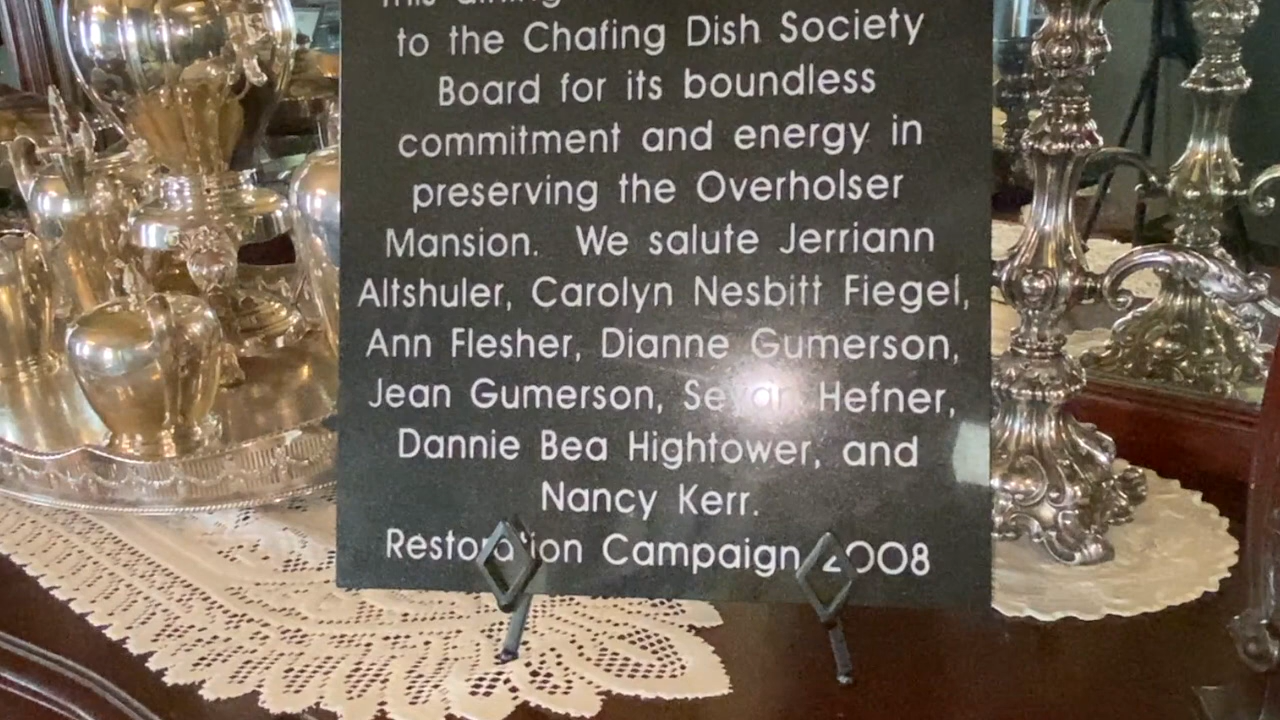 to the Chafing Dish Society
Board for its boundless
commitment and energy in
preserving the Overholser
Mansion. We salute Jerriann
Altshuler, Carolyn Nesbitt Fiegel,
Ann Flesher, Dianne Gumerson,
Jean Gumerson, Hefner,
Dannie Bea Hightower, and
Nancy Kerr.
Restoration Campaign 2008